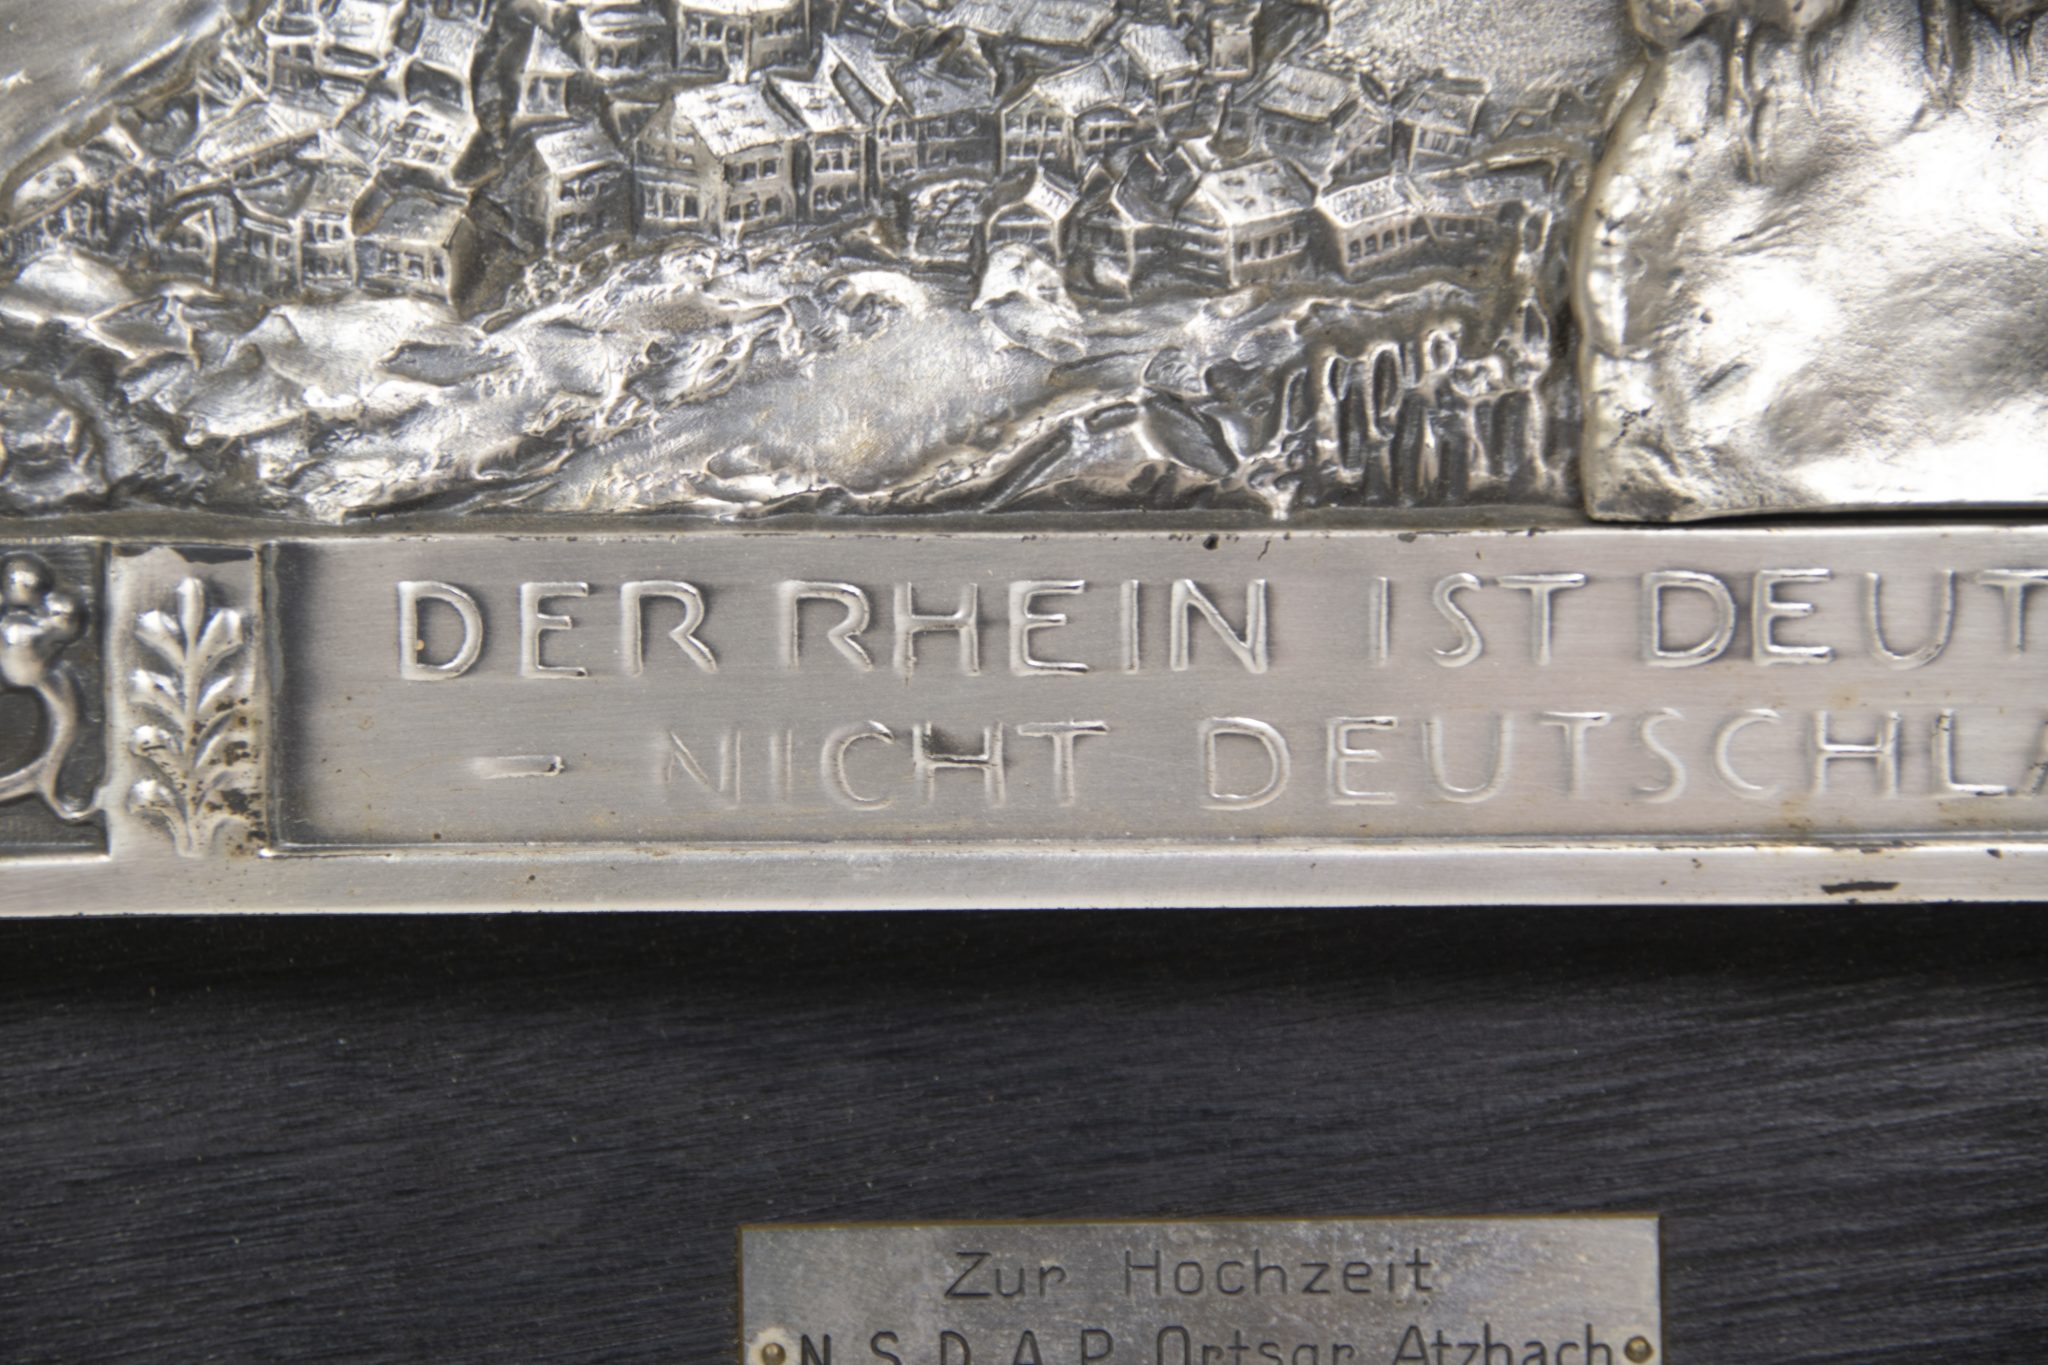 DER RHEIN IST DEUT
- NICHT DEUTSCHLA
Zur Hochzeit
N.S.D.A.P. Ortsgr. Atzbach